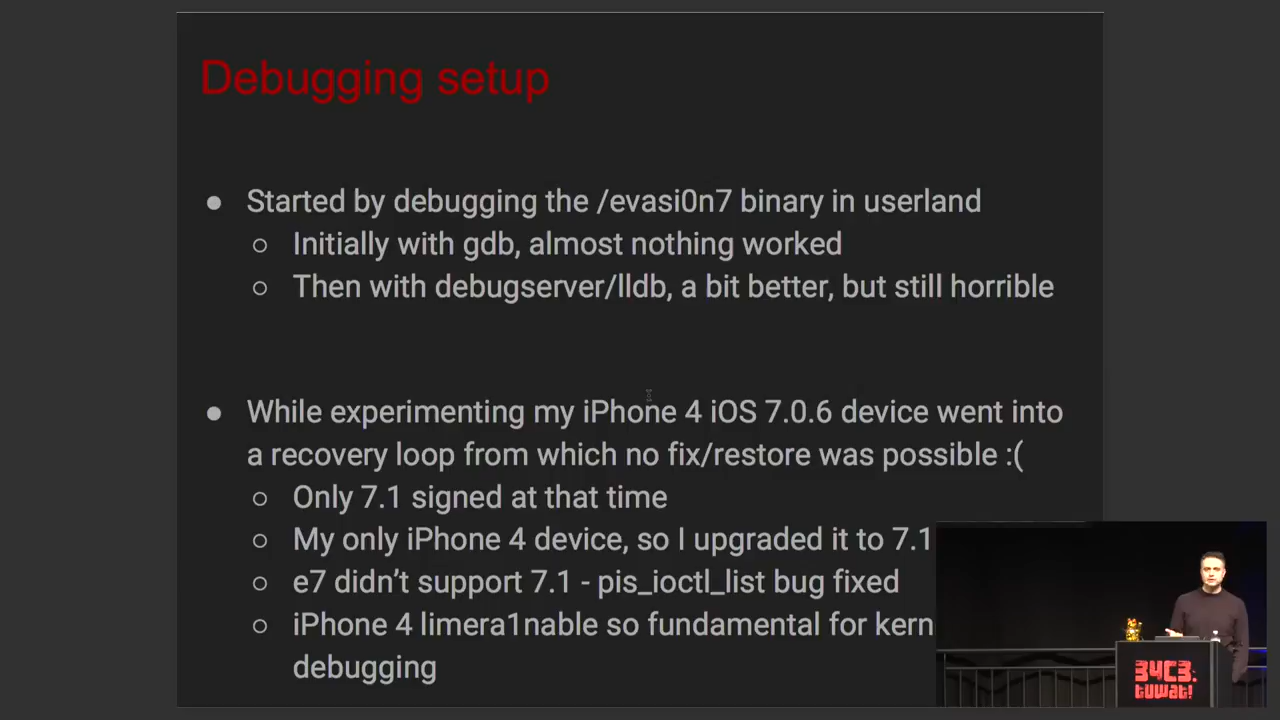 Debugging setup
● Started by debugging the /evasi0n7 binary in userland
○ Initially with gdb, almost nothing worked
○ Then with debugserver/lldb, a bit better, but still horrible
● While experimenting my iPhone 4 iOS 7.0.6 device went into
a recovery loop from which no fix/restore was possible :(
○ Only 7.1 signed at that time
○ My only iPhone 4 device, so I upgraded it to 7.1
○ e7 didn’t support 7.1 - pis_ioctl_list bug fixed
○ iPhone 4 limera1nable so fundamental for kern
debugging
34C3.
tuwat!